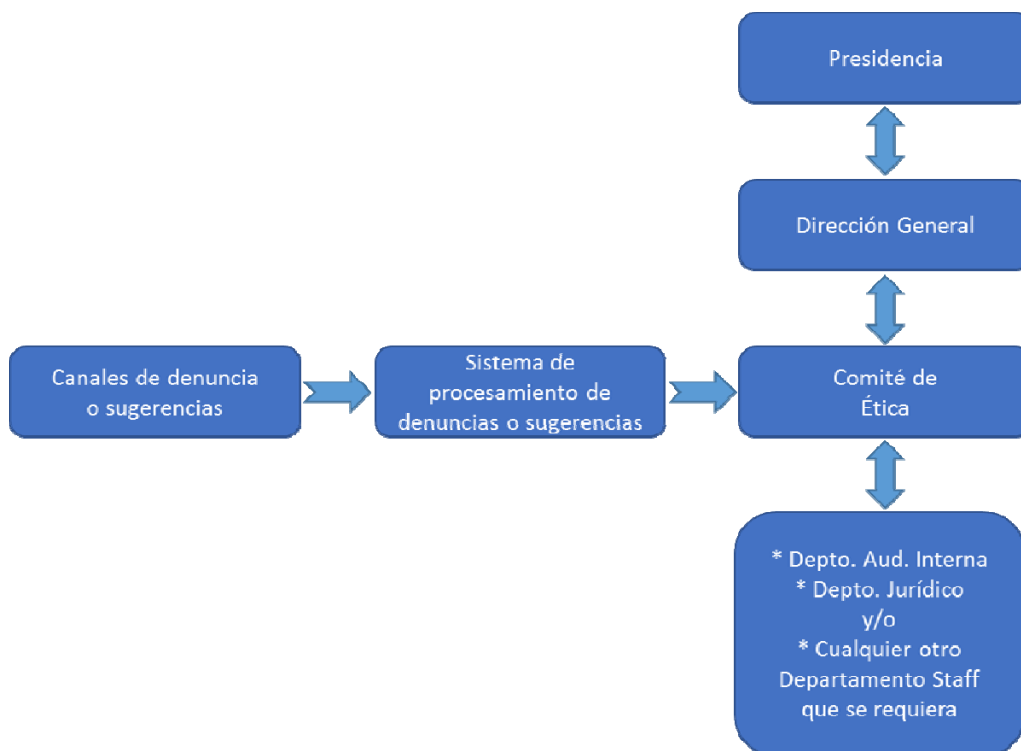 Presidencia
Dirección General
Canales de denuncia
o sugerencias
Sistema de
procesamiento de
denuncias o sugerencias
Comité de
Ética
* Depto. Aud. Interna
* Depto. Jurídico
y/o
* Cualquier otro
Departamento Staff
que se requiera